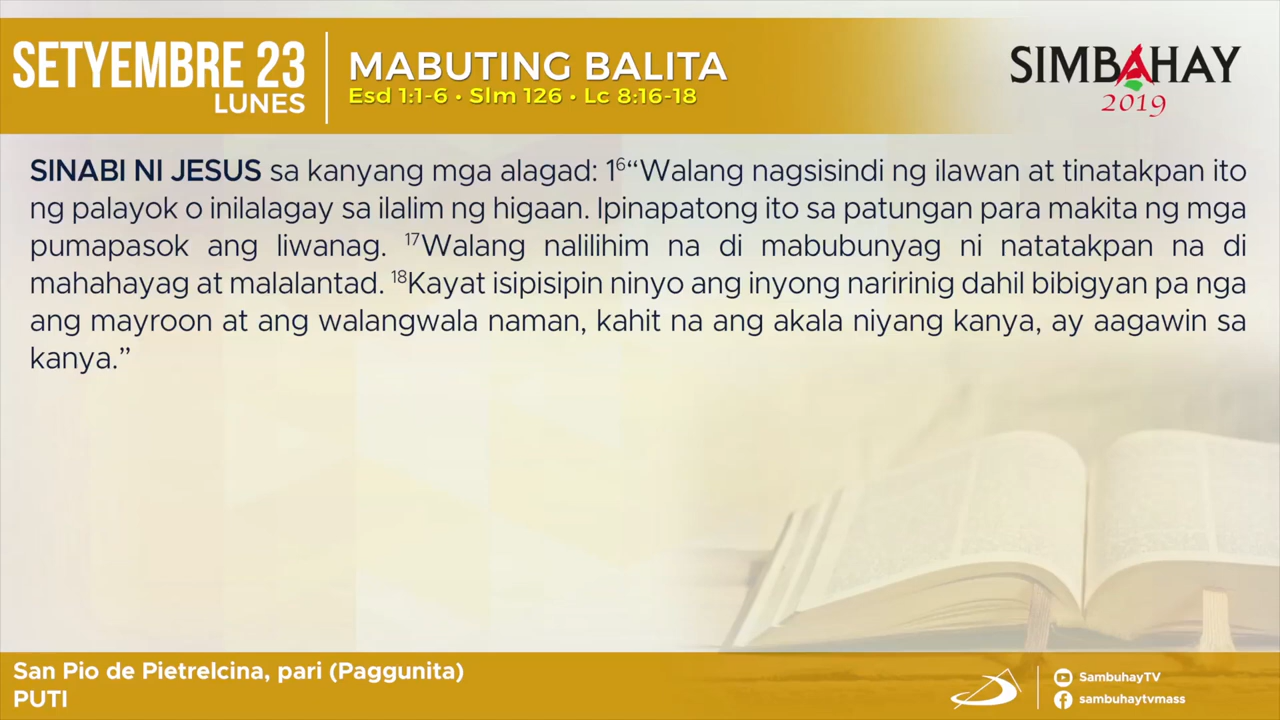 SETYEMBRE 23
LUNES
MABUTING BALITA
Esd 1:1-6 • Slm 126 • Lc 8:16-18
SIMBAHAY
2019
SINABI NI JESUS sa kanyang mga alagad: 1⁶“Walang nagsisindi ng ilawan at tinatakpan ito
ng palayok o inilalagay sa ilalim ng higaan. Ipinapatong ito sa patungan para makita ng mga
pumapasok ang liwanag. ¹⁷Walang nalilihim na di mabubunyag ni natatakpan na di
mahahayag at malalantad. ¹⁸Kayat isipisipin ninyo ang inyong naririnig dahil bibigyan pa nga
ang mayroon at ang walangwala naman, kahit na ang akala niyang kanya, ay aagawin sa
kanya.”
San Pio de Pietrelcina, pari (Paggunita)
PUTI
SambuhayTV
sambuhaytvmass